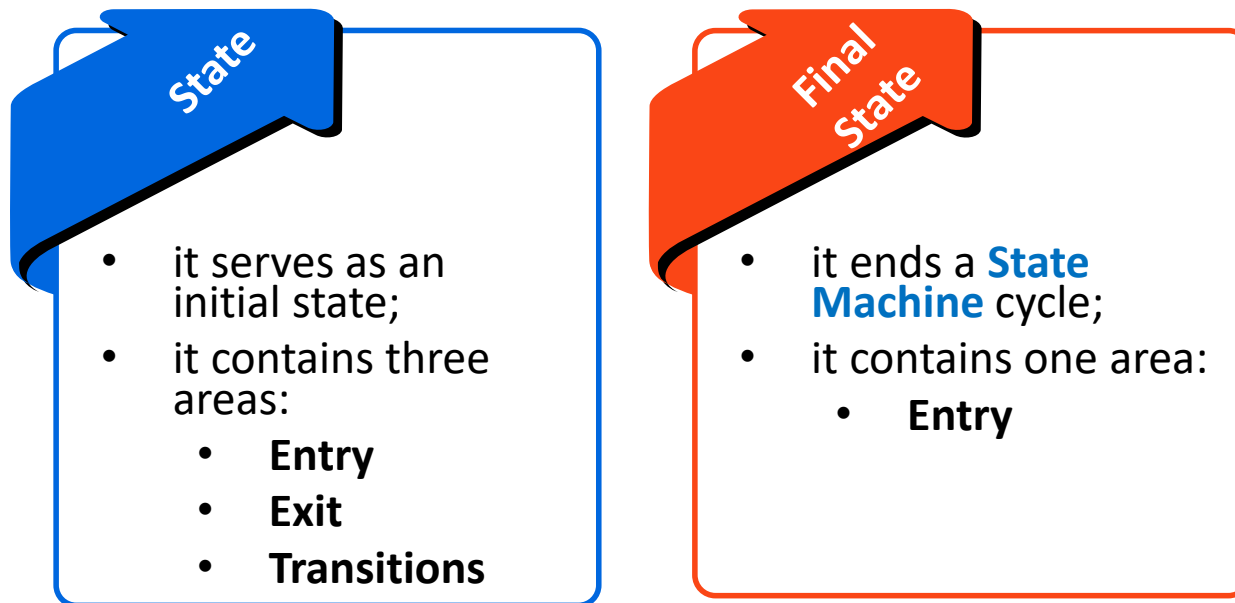 State
• it serves as an
initial state;
• it contains three
areas:
• Entry
• Exit
• Transitions
Final
State
• it ends a State
Machine cycle;
• it contains one area:
• Entry